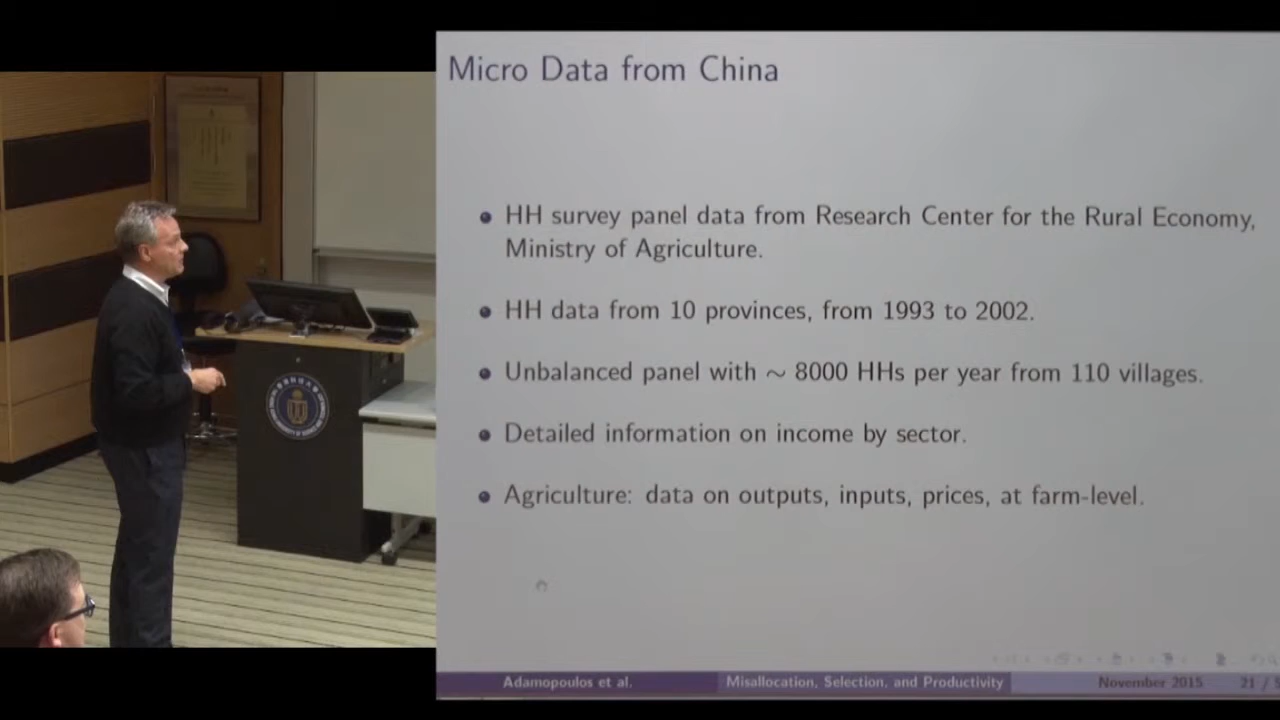 Micro Data from China
HH survey panel data from Research Center for the Rural Economy,
Ministry of Agriculture.
HH data from 10 provinces, from 1993 to 2002.
Unbalanced panel with ~ 8000 HHs per year from 110 villages.
Detailed information on income by sector.
Agriculture: data on outputs, inputs, prices, at farm-level.
Adamopoulos et al.
Misallocation, Selection, and Productivity
November 2015
21 /